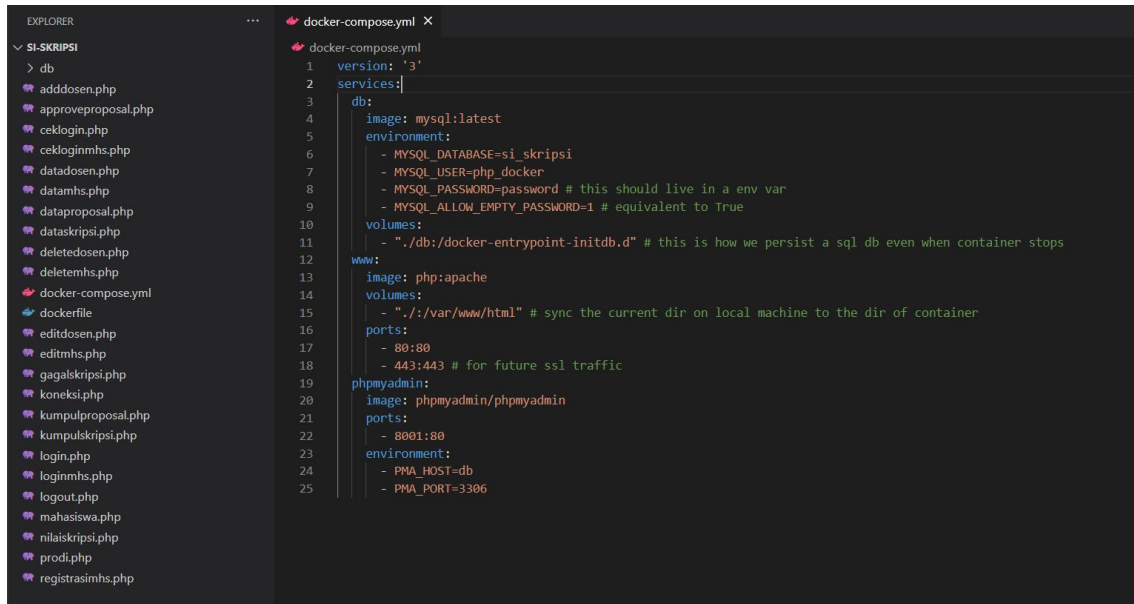 EXPLORER
SI-SKRIPSI
db
adddosen.php
approveproposal.php
ceklogin.php
cekloginmhs.php
datadosen.php
datamhs.php
dataproposal.php
dataskripsi.php
deletedosen.php
deletemhs.php
docker-compose.yml
dockerfile
editdosen.php
editmhs.php
gagalskripsi.php
koneksi.php
kumpulproposal.php
kumpulskripsi.php
login.php
loginmhs.php
logout.php
mahasiswa.php
nilaiskripsi.php
prodi.php
registrasimhs.php
docker-compose.yml
docker-compose.yml
1 version: '3'
2 services:
3 db:
4 image: mysql:latest
5 environment:
6 - MYSQL_DATABASE=si_skripsi
7 - MYSQL_USER=php_docker
8 - MYSQL_PASSWORD=password # this should live in a env var
9 - MYSQL_ALLOW_EMPTY_PASSWORD=1 # equivalent to True
10 volumes:
11 - "./db:/docker-entrypoint-initdb.d" # this is how we persist a sql db even when container stops
12 www:
13 image: php:apache
14 volumes:
15 - "./:/var/www/html" # sync the current dir on local machine to the dir of container
16 ports:
17 - 80:80
18 - 443:443 # for future ssl traffic
19 phpmyadmin:
20 image: phpmyadmin/phpmyadmin
21 ports:
22 - 8001:80
23 environment:
24 - PMA_HOST=db
25 - PMA_PORT=3306